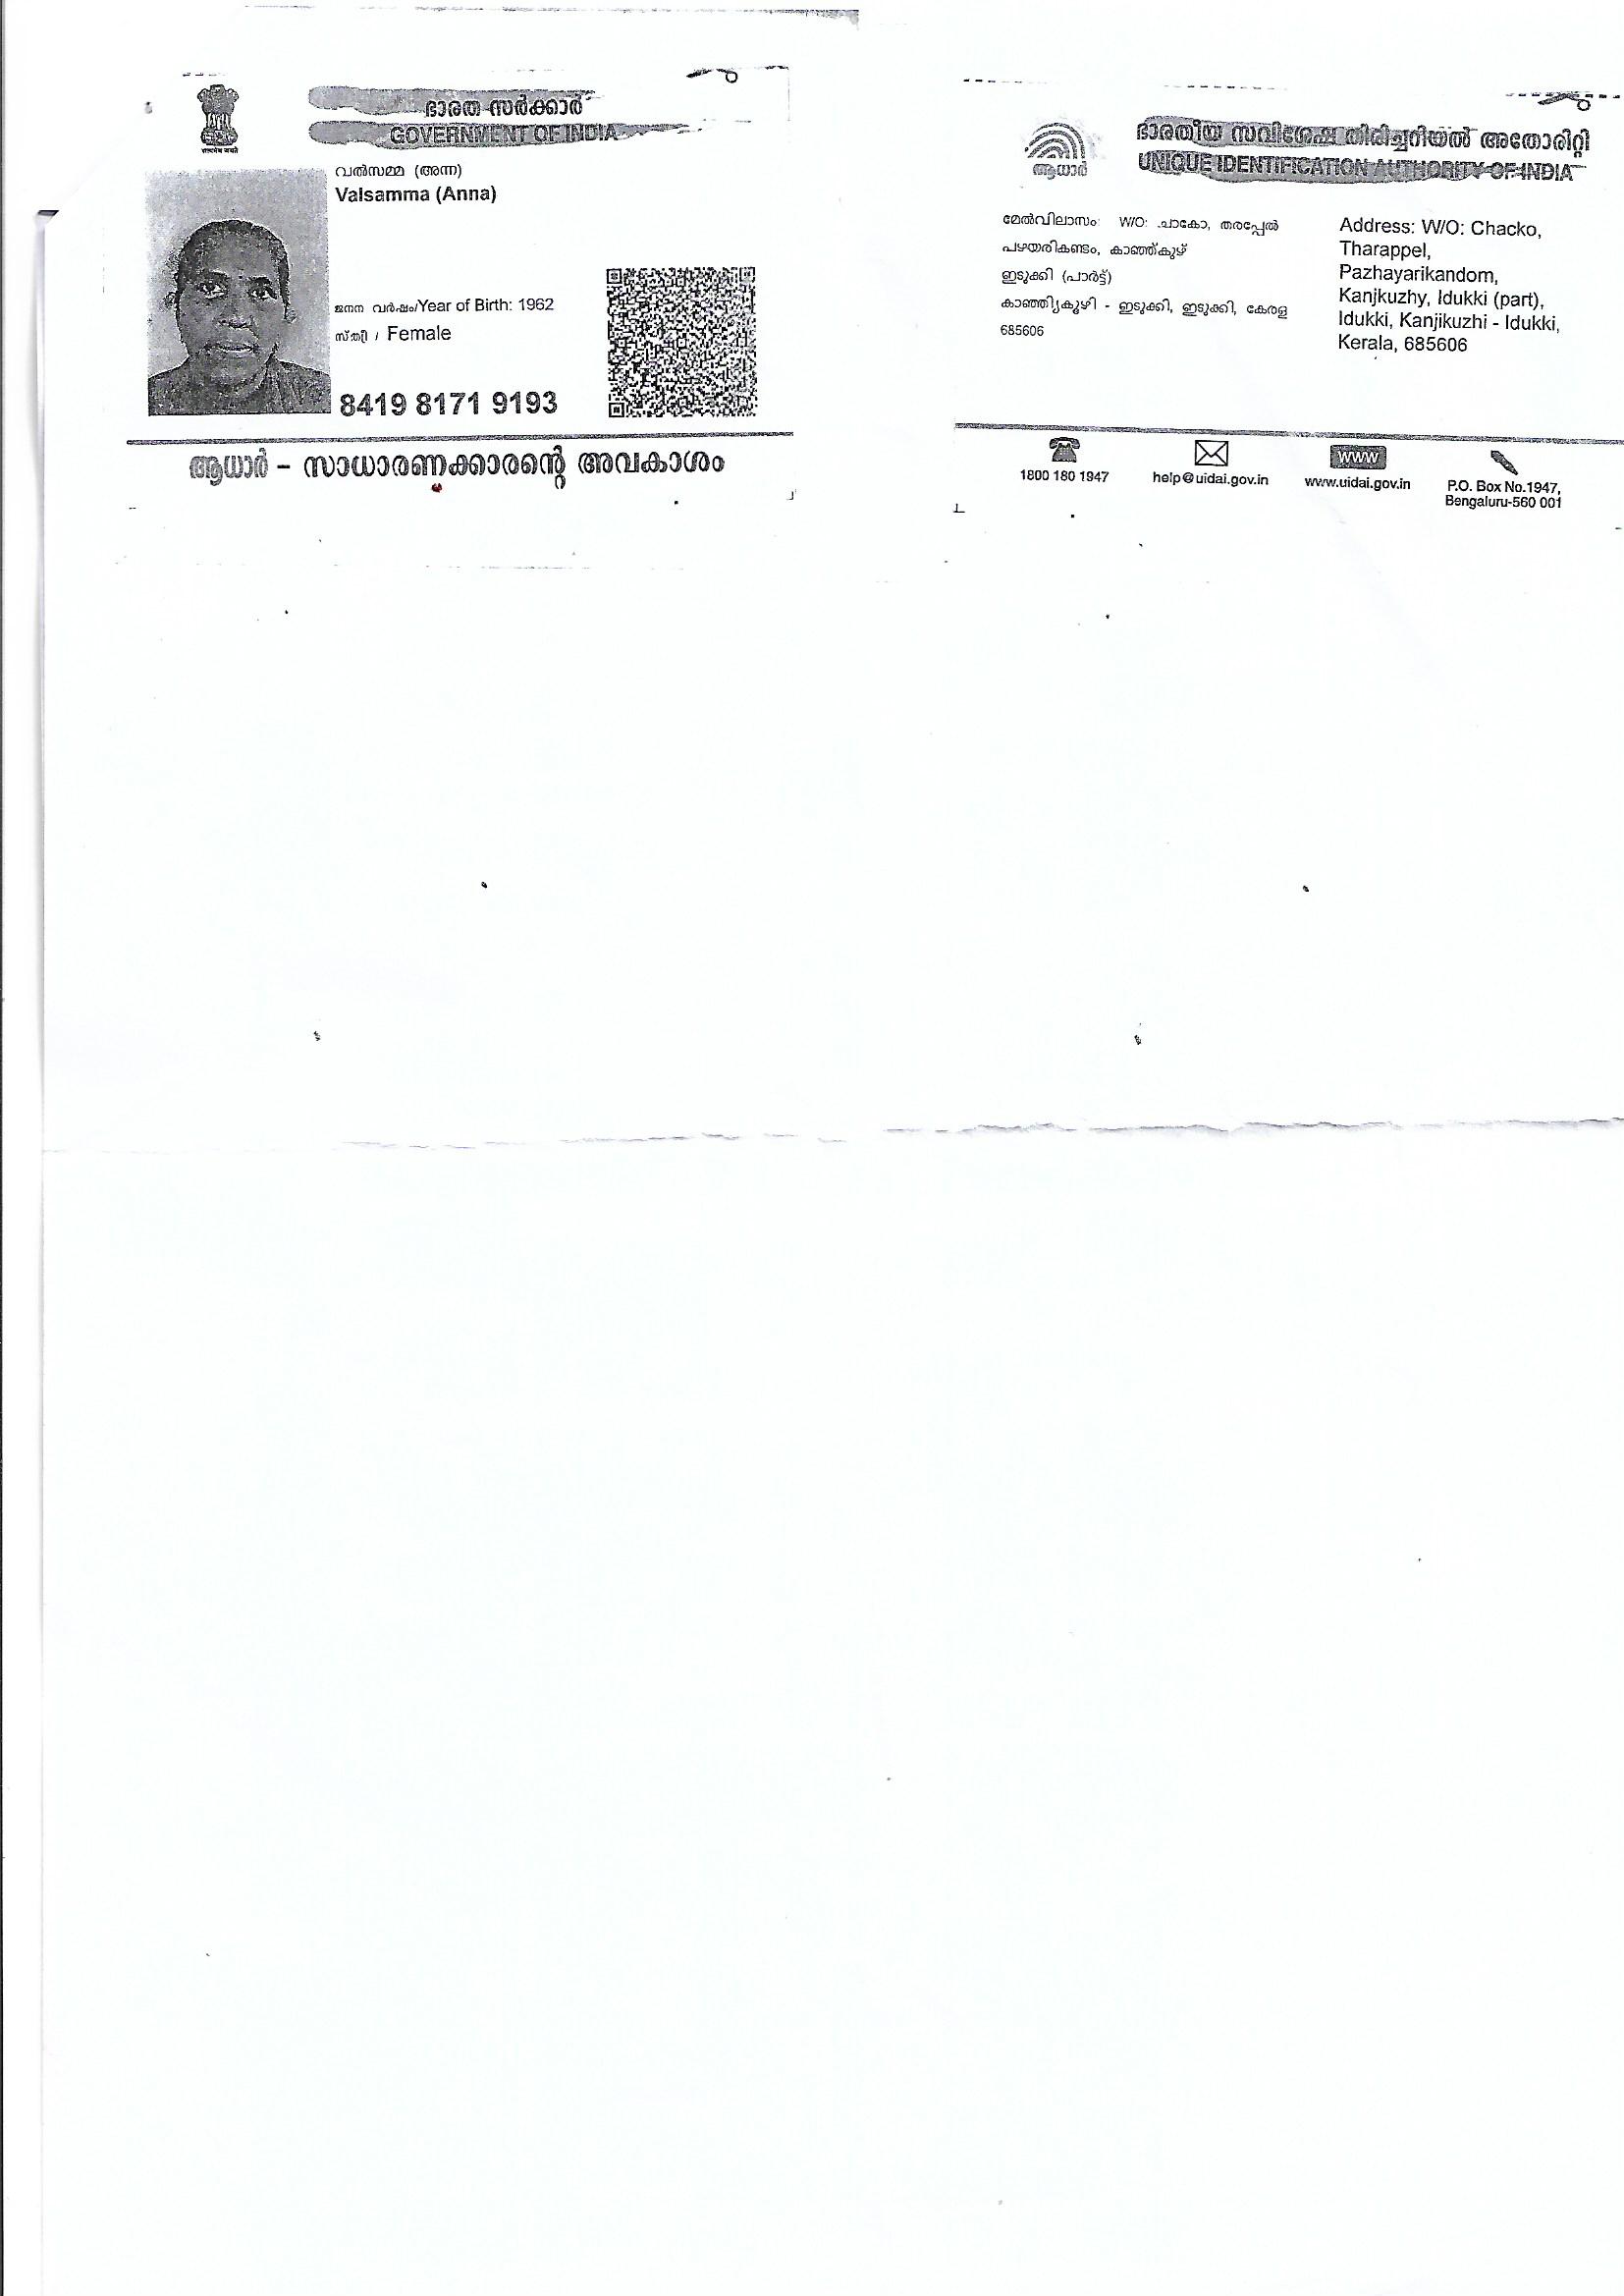 ഭാരത സർക്കാർ
GOVERNMENT OF INDIA
വൽസമ്മ (അന്ന)
Valsamma (Anna)
ജനന വർഷം/Year of Birth: 1962
സ്ത്രീ / Female
8419 8171 9193
ആധാർ – സാധാരണക്കാരന്റെ അവകാശം
ഭാരതീയ സവിശേഷ തിരിച്ചറിയൽ അതോരിറ്റി
UNIQUE IDENTIFICATION AUTHORITY OF INDIA
ആധാർ
മേൽവിലാസം: W/O: ചാകോ, തരപ്പേൽ
പഴയരികണ്ടം, കാഞ്ഞ്കുഴ്
ഇടുക്കി (പാർട്ട്)
കാഞ്ഞിയ്കുഴി - ഇടുക്കി, ഇടുക്കി, കേരള
685606
Address: W/O: Chacko,
Tharappel,
Pazhayarikandom,
Kanjkuzhy, Idukki (part),
Idukki, Kanjikuzhi - Idukki,
Kerala, 685606
1800 180 1947
help@uidai.gov.in
www
www.uidai.gov.in
P.O. Box No.1947,
Bengaluru-560 001